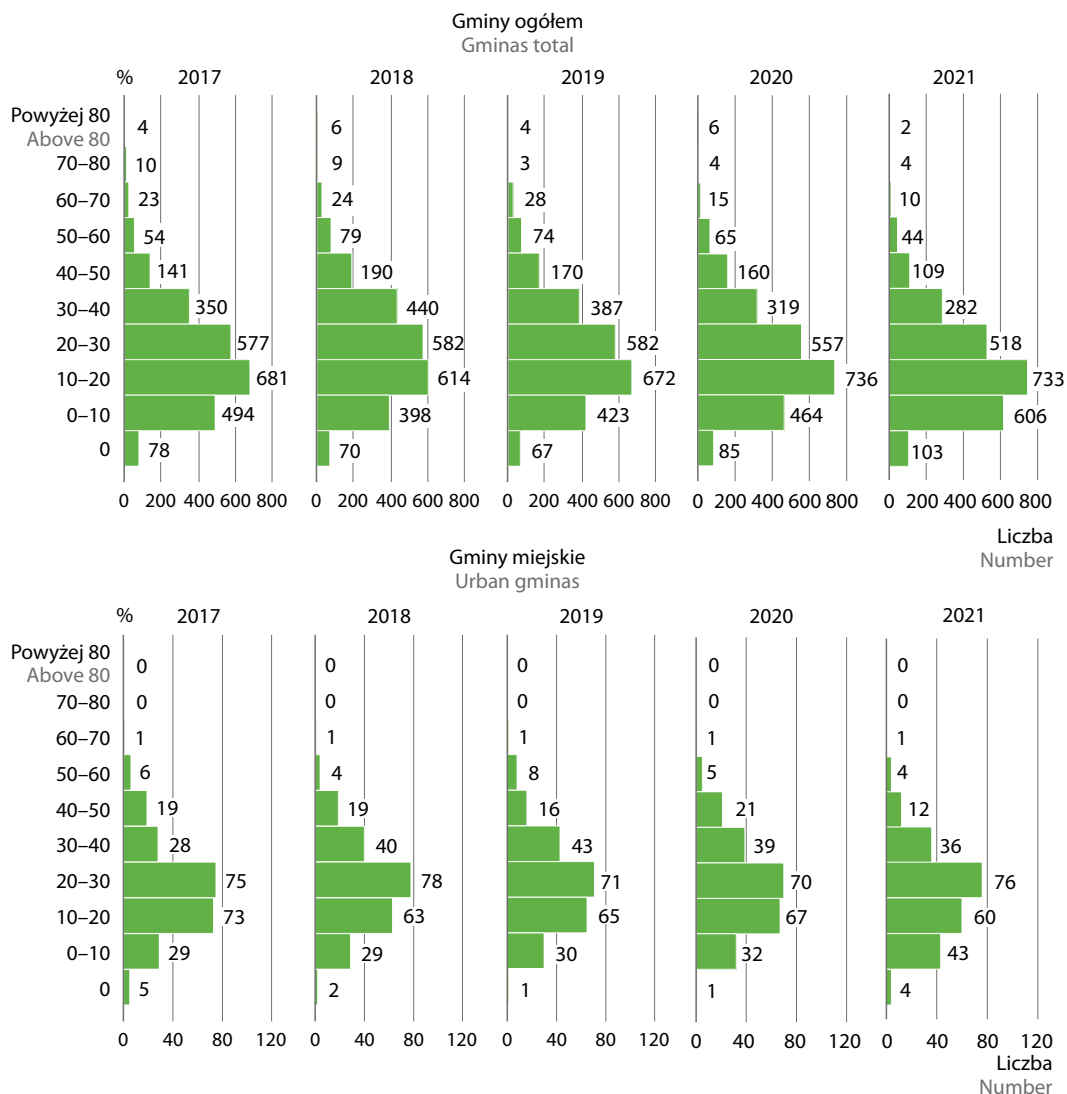 Gminy ogółem
Gminas total
% 2017 2018 2019 2020 2021
Powyżej 80
Above 80
4 6 4 6 2
70–80 10 9 3 4 4
60–70 23 24 28 15 10
50–60 54 79 74 65 44
40–50 141 190 170 160 109
30–40 350 440 387 319 282
20–30 577 582 582 557 518
10–20 681 614 672 736 733
0–10 494 398 423 464 606
0 78 70 67 85 103
0 200 400 600 800 0 200 400 600 800 0 200 400 600 800 0 200 400 600 800 0 200 400 600 800
Liczba
Number
Gminy miejskie
Urban gminas
% 2017 2018 2019 2020 2021
Powyżej 80
Above 80
0 0 0 0 0
70–80 0 0 0 0 0
60–70 1 1 1 1 1
50–60 6 4 8 5 4
40–50 19 19 16 21 12
30–40 28 40 43 39 36
20–30 75 78 71 70 76
10–20 73 63 65 67 60
0–10 29 29 30 32 43
0 5 2 1 1 4
0 40 80 120 0 40 80 120 0 40 80 120 0 40 80 120 0 40 80 120
Liczba
Number